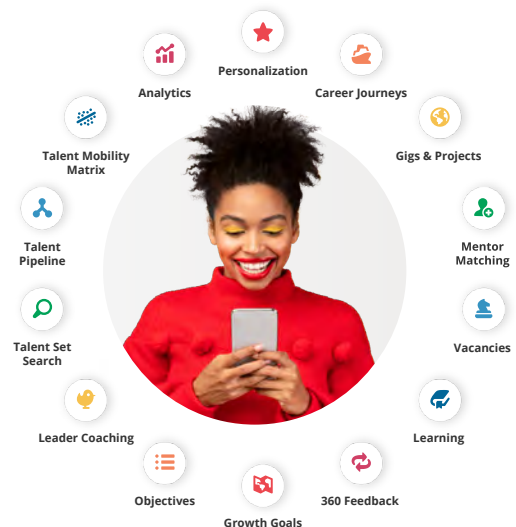 Personalization
Analytics
Career Journeys
Talent Mobility
Matrix
Gigs & Projects
Talent
Pipeline
Mentor
Matching
Talent Set
Search
Vacancies
Leader Coaching
Learning
Objectives
360 Feedback
Growth Goals